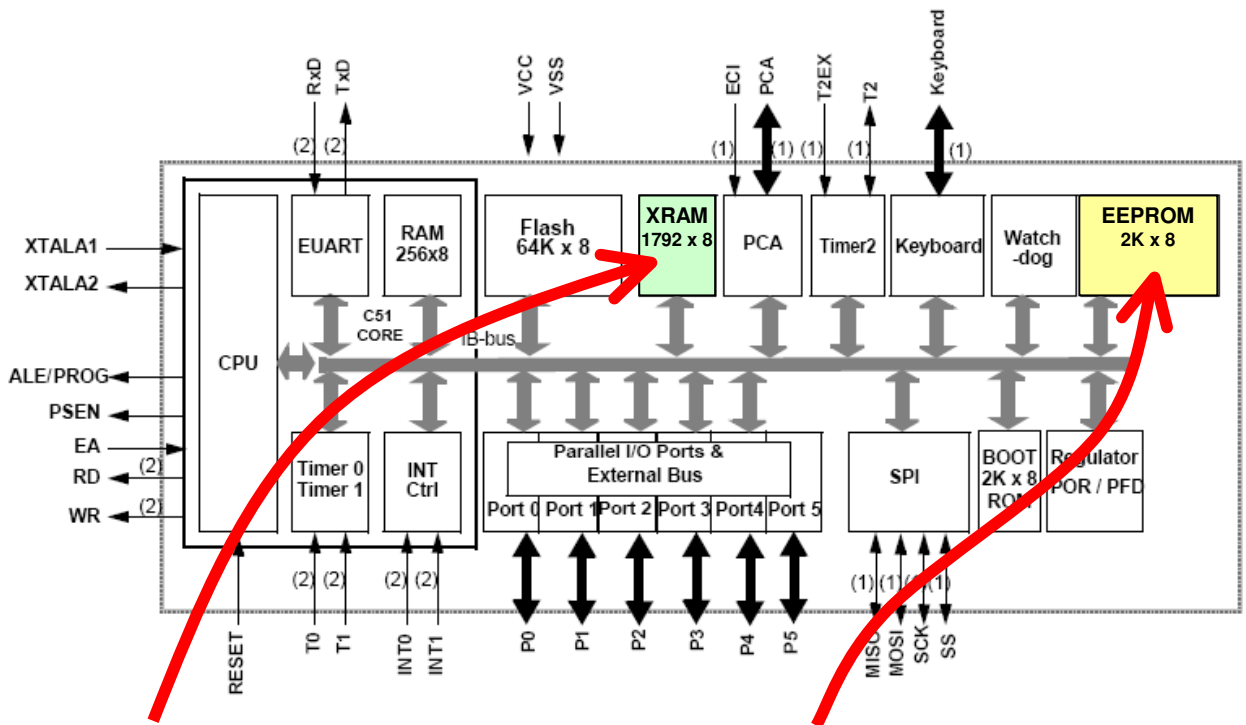 RxD
TxD
VCC
VSS
ECI
PCA
T2EX
T2
Keyboard
(2)
(2)
(1)
(1)
(1)
(1)
(1)
XTALA1
XTALA2
ALE/PROG
PSEN
EA
RD
(2)
WR
(2)
CPU
EUART
RAM
256x8
C51
CORE
IB-bus
Flash
64K x 8
XRAM
1792 x 8
PCA
Timer2
Keyboard
Watch
-dog
EEPROM
2K x 8
Timer 0
Timer 1
INT
Ctrl
Parallel I/O Ports &
External Bus
Port 0
Port 1
Port 2
Port 3
Port4
Port 5
SPI
BOOT
2K x 8
ROM
Regulator
POR / PFD
(2)
(2)
(2)
(2)
(1)
(1)
(1)
RESET
T0
T1
INT0
INT1
P0
P1
P2
P3
P4
P5
MISO
MOSI
SCK
SS